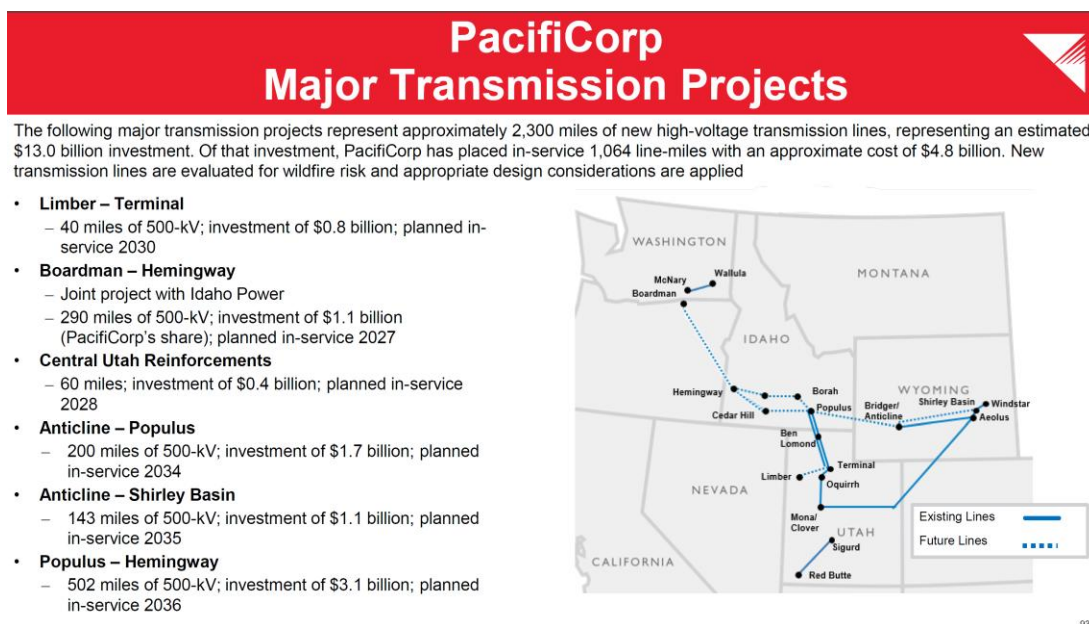 PacifiCorp
Major Transmission Projects
The following major transmission projects represent approximately 2,300 miles of new high-voltage transmission lines, representing an estimated
$13.0 billion investment. Of that investment, PacifiCorp has placed in-service 1,064 line-miles with an approximate cost of $4.8 billion. New
transmission lines are evaluated for wildfire risk and appropriate design considerations are applied
• Limber – Terminal
– 40 miles of 500-kV; investment of $0.8 billion; planned in-
service 2030
• Boardman – Hemingway
– Joint project with Idaho Power
– 290 miles of 500-kV; investment of $1.1 billion
(PacifiCorp's share); planned in-service 2027
• Central Utah Reinforcements
– 60 miles; investment of $0.4 billion; planned in-service
2028
• Anticline – Populus
– 200 miles of 500-kV; investment of $1.7 billion; planned
in-service 2034
• Anticline – Shirley Basin
– 143 miles of 500-kV; investment of $1.1 billion; planned
in-service 2035
• Populus – Hemingway
– 502 miles of 500-kV; investment of $3.1 billion; planned
in-service 2036
WASHINGTON
MONTANA
McNary
Wallula
Boardman
IDAHO
WYOMING
Hemingway
Borah
Cedar Hill
Populus
Bridger/
Anticline
Shirley Basin
Windstar
Aeolus
Ben
Lomond
Terminal
Limber
Oquirrh
NEVADA
Mona/
Clover
UTAH
Sigurd
CALIFORNIA
Red Butte
Existing Lines
Future Lines